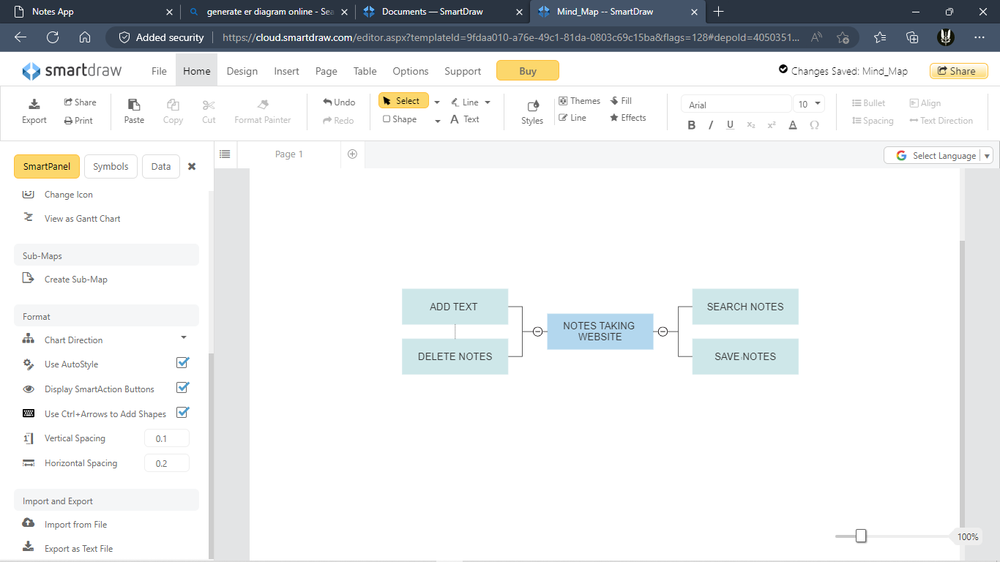 Notes App
generate er diagram online - Sea
Documents — SmartDraw
Mind_Map -- SmartDraw
Added security
https://cloud.smartdraw.com/editor.aspx?templateId=9fdaa010-a76e-49c1-81da-0803c69c15ba&flags=128#depoId=4050351...
smartdraw
File Home Design Insert Page Table Options Support Buy
Changes Saved: Mind_Map
Share
Export
Share
Print
Paste
Copy
Cut
Format Painter
Undo
Redo
Select
Line
Shape
Text
Styles
Themes
Fill
Line
Effects
Arial
10
B I U x₂ x² A Ω
Bullet
Align
Spacing
Text Direction
SmartPanel Symbols Data
Page 1
Select Language
Change Icon
View as Gantt Chart
Sub-Maps
Create Sub-Map
Format
Chart Direction
Use AutoStyle
Display SmartAction Buttons
Use Ctrl+Arrows to Add Shapes
Vertical Spacing 0.1
Horizontal Spacing 0.2
Import and Export
Import from File
Export as Text File
ADD TEXT
DELETE NOTES
NOTES TAKING
WEBSITE
SEARCH NOTES
SAVE NOTES
100%